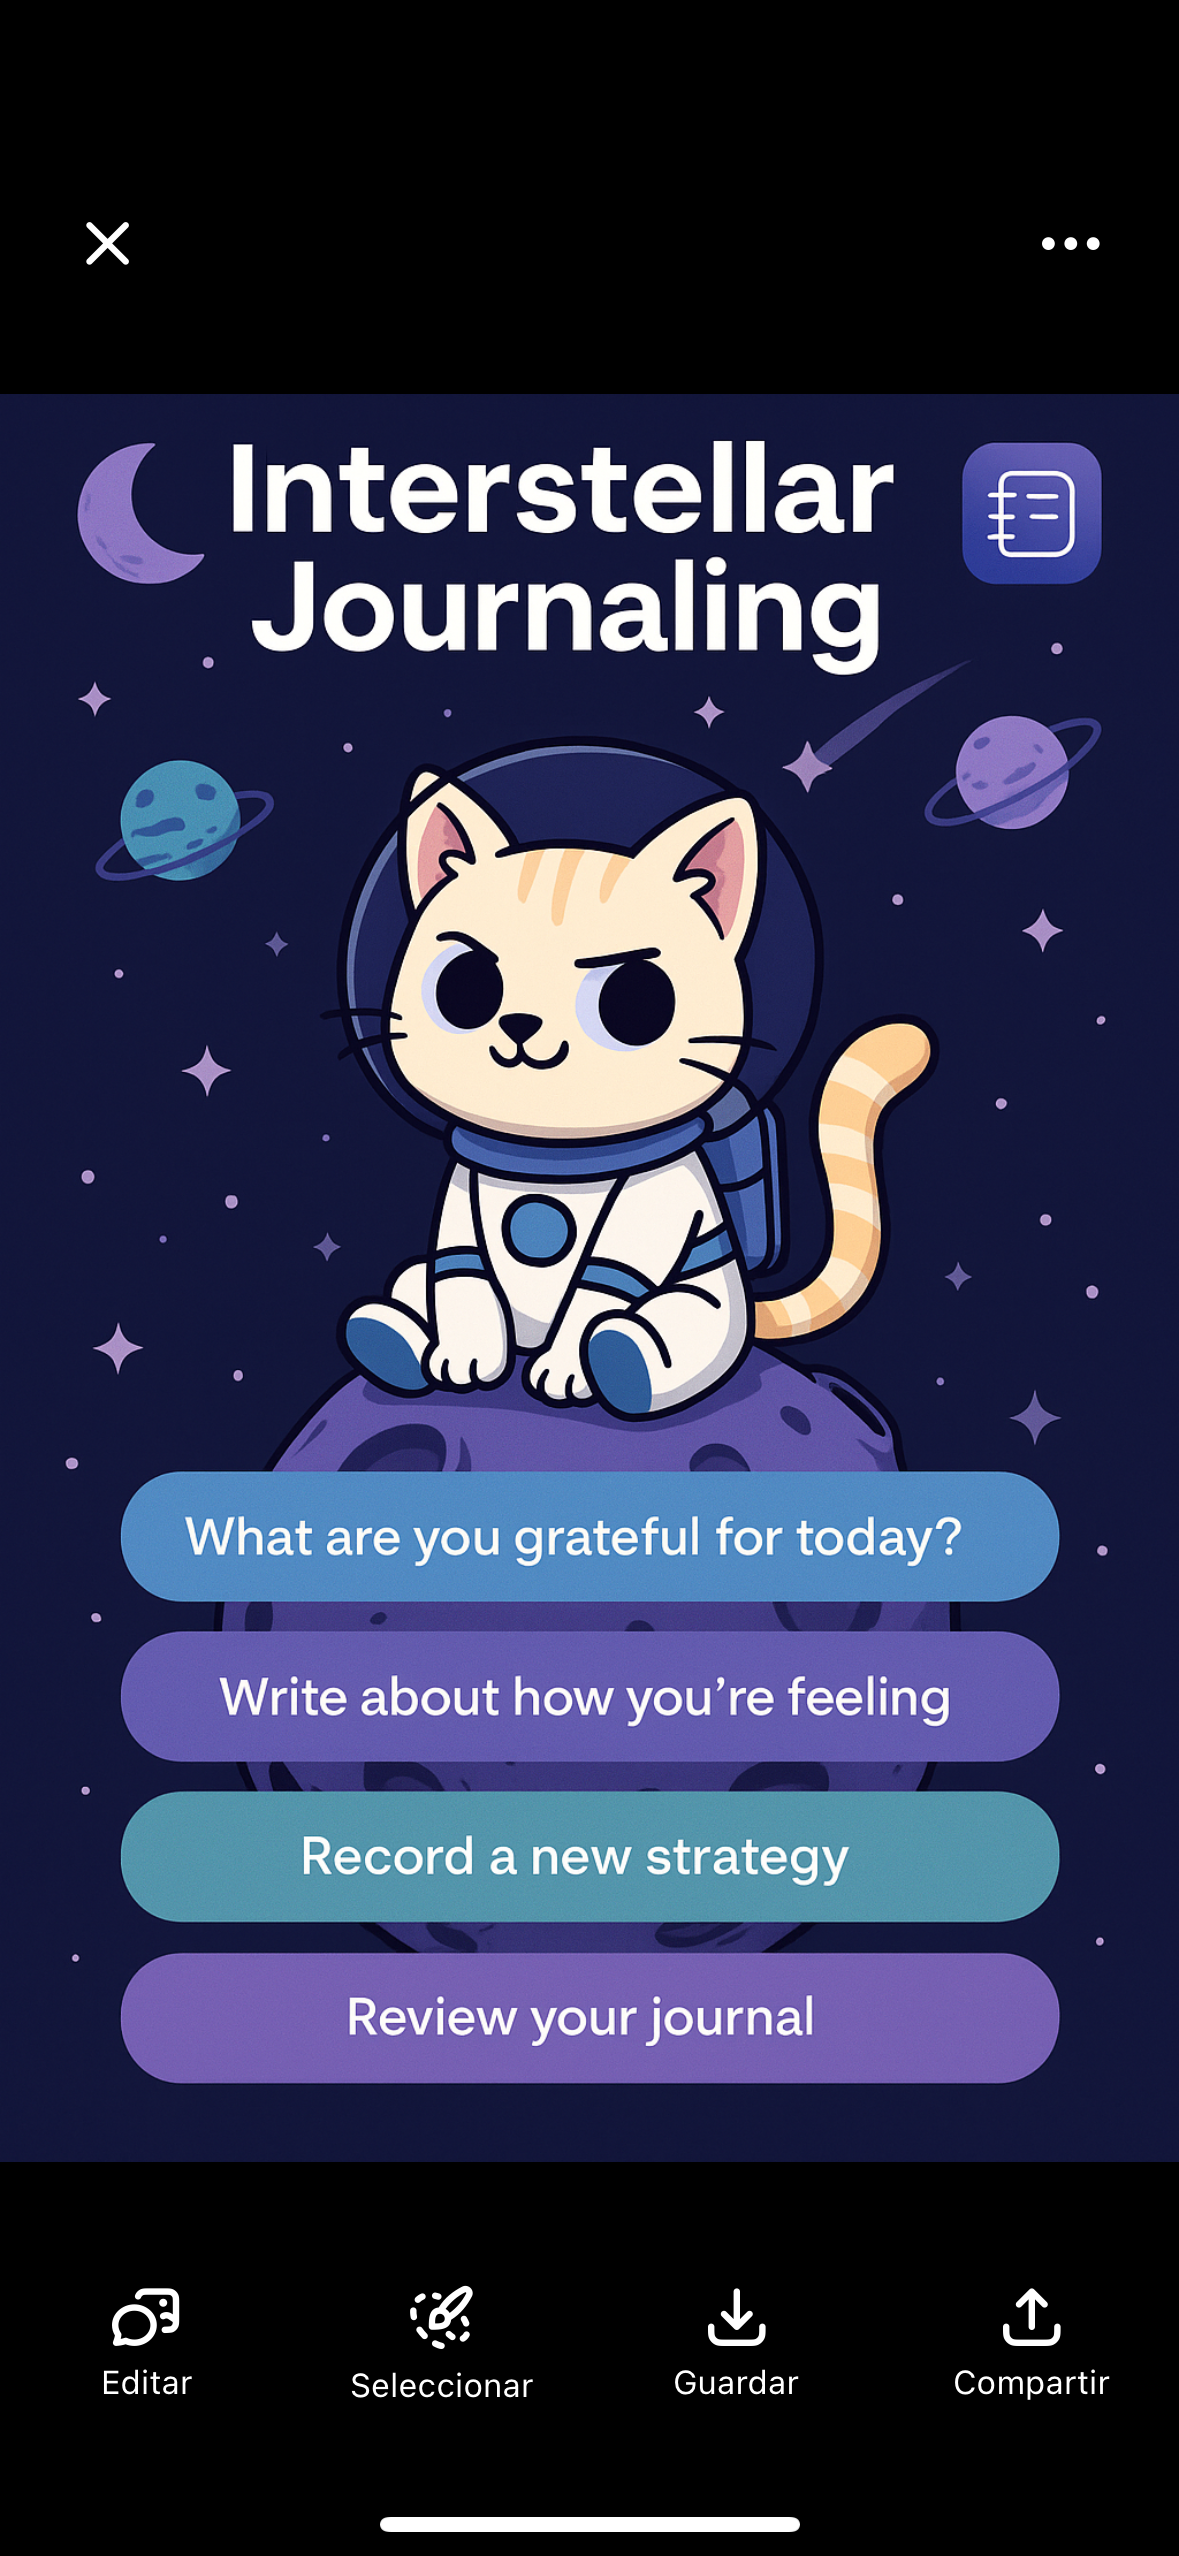 Interstellar
Journaling
What are you grateful for today?
Write about how you’re feeling
Record a new strategy
Review your journal
Editar
Seleccionar
Guardar
Compartir